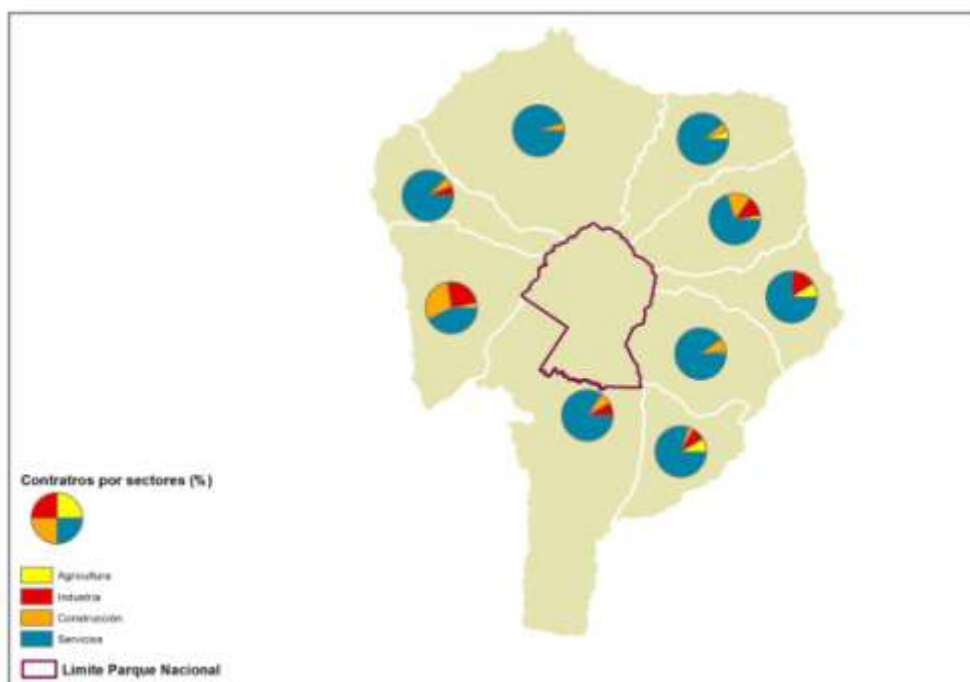 Contratros por sectores (%)
Agricultura
Industria
Construcción
Servicios
Limite Parque Nacional